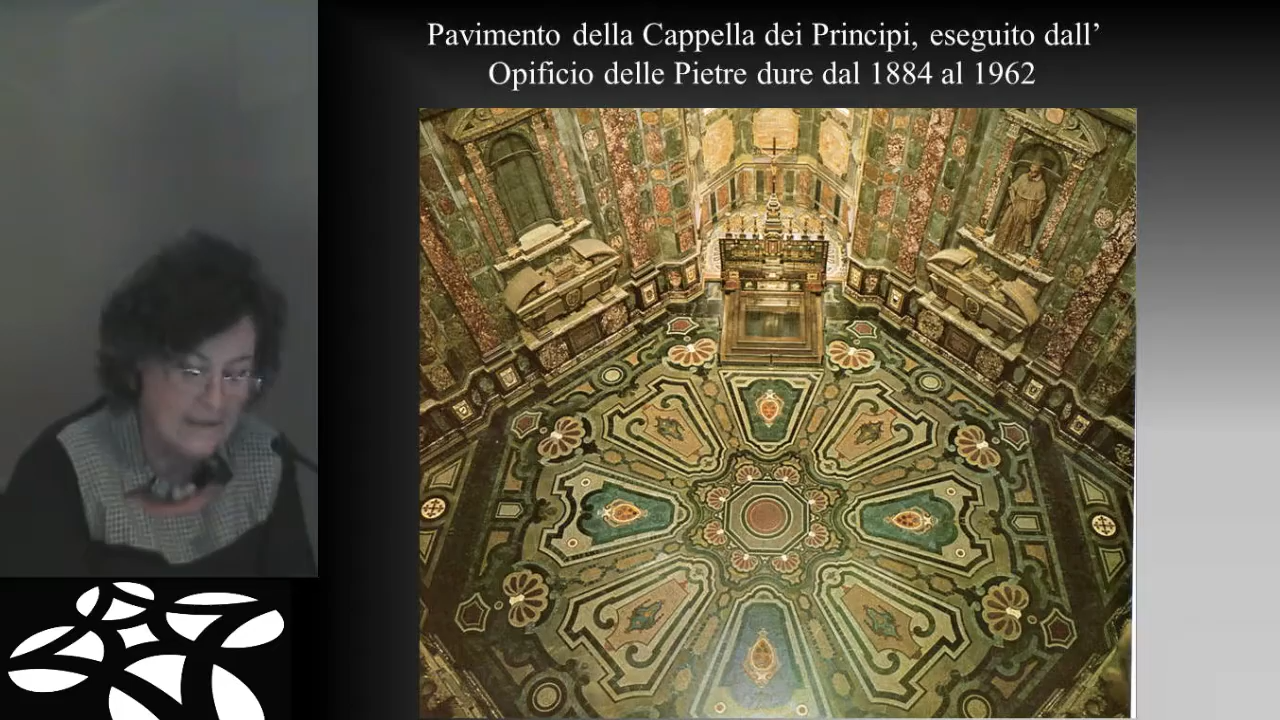 Pavimento della Cappella dei Principi, eseguito dall’
Opificio delle Pietre dure dal 1884 al 1962